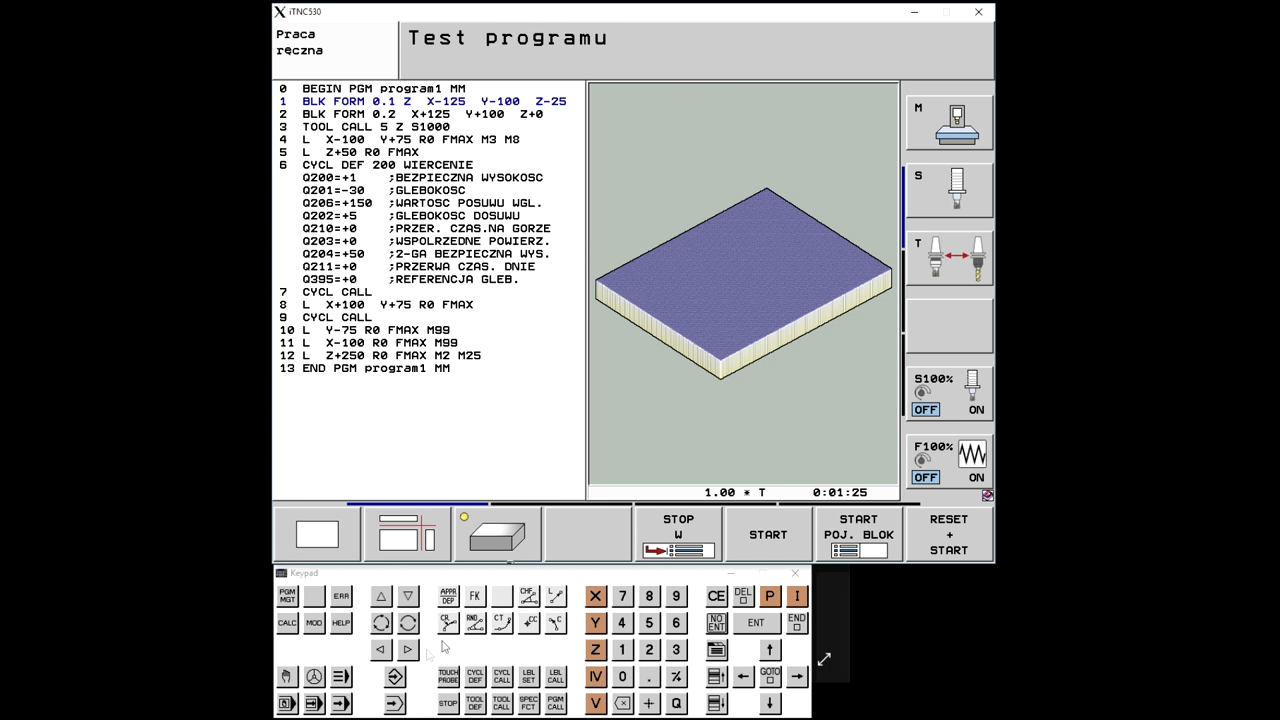 iTNC530
Praca
ręczna
Test programu
0 BEGIN PGM program1 MM
1 BLK FORM 0.1 Z X-125 Y-100 Z-25
2 BLK FORM 0.2 X+125 Y+100 Z+0
3 TOOL CALL 5 Z S1000
4 L X-100 Y+75 R0 FMAX M3 M8
5 L Z+50 R0 FMAX
6 CYCL DEF 200 WIERCENIE
Q200=+1 ;BEZPIECZNA WYSOKOSC
Q201=-30 ;GLEBOKOSC
Q206=+150 ;WARTOSC POSUWU WGL.
Q202=+5 ;GLEBOKOSC DOSUWU
Q210=+0 ;PRZER. CZAS.NA GORZE
Q203=+0 ;WSPOLRZEDNE POWIERZ.
Q204=+50 ;2-GA BEZPIECZNA WYS.
Q211=+0 ;PRZERWA CZAS. DNIE
Q395=+0 ;REFERENCJA GLEB.
7 CYCL CALL
8 L X+100 Y+75 R0 FMAX
9 CYCL CALL
10 L Y-75 R0 FMAX M99
11 L X-100 R0 FMAX M99
12 L Z+250 R0 FMAX M2 M25
13 END PGM program1 MM
1.00 * T 0:01:25
M
S
T
S100%
OFF ON
F100%
OFF ON
STOP
W
START
START
POJ. BLOK
RESET
+
START
Keypad
PGM MGT ERR APPR DEP FK CHF L X 7 8 9 CE DEL P I
CALC MOD HELP CR RND CT CC C Y 4 5 6 NO ENT ENT END
Z 1 2 3
TOUCH PROBE CYCL DEF CYCL CALL LBL SET LBL CALL IV 0 . GOTO
STOP TOOL DEF TOOL CALL SPEC FCT PGM CALL V + Q